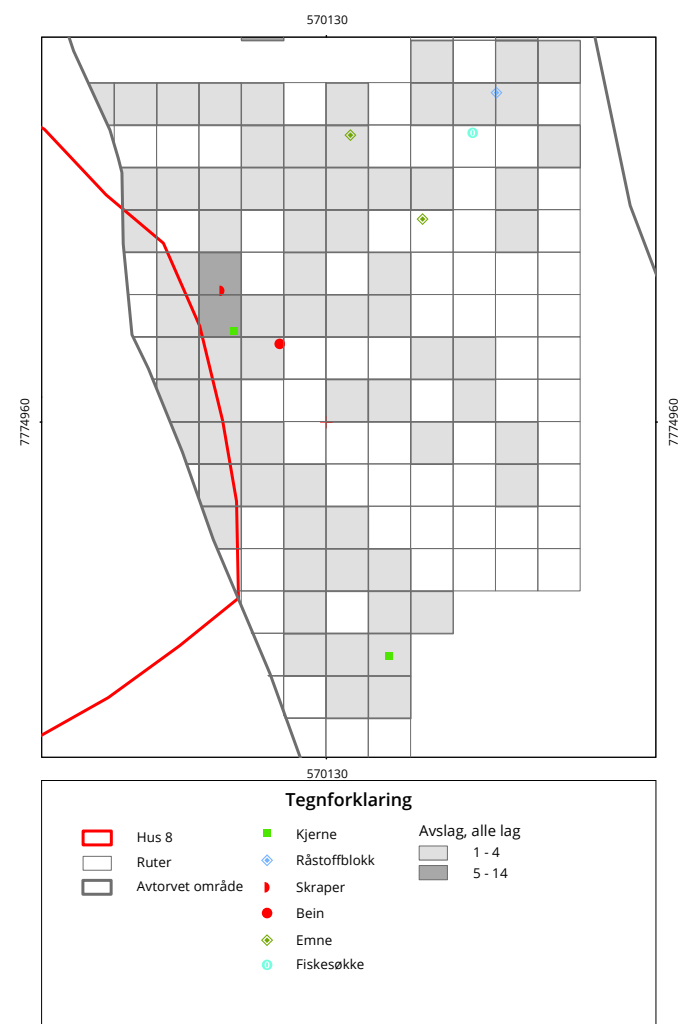 570130
7774960
7774960
570130
Tegnforklaring
Hus 8
Ruter
Avtorvet område
Kjerne
Råstoffblokk
Skraper
Bein
Emne
Fiskesøkke
Avslag, alle lag
1 - 4
5 - 14